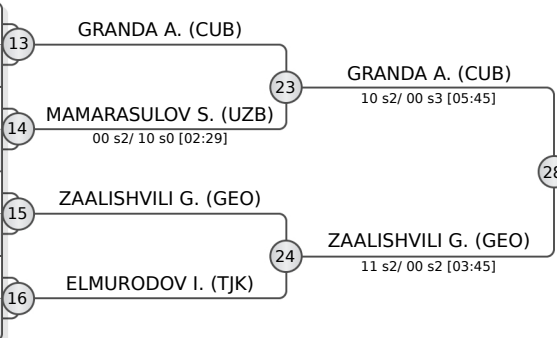 GRANDA A. (CUB)
13
23
GRANDA A. (CUB)
10 s2/ 00 s3 [05:45]
MAMARASULOV S. (UZB)
14
00 s2/ 10 s0 [02:29]
28
ZAALISHVILI G. (GEO)
15
24
ZAALISHVILI G. (GEO)
11 s2/ 00 s2 [03:45]
ELMURODOV I. (TJK)
16